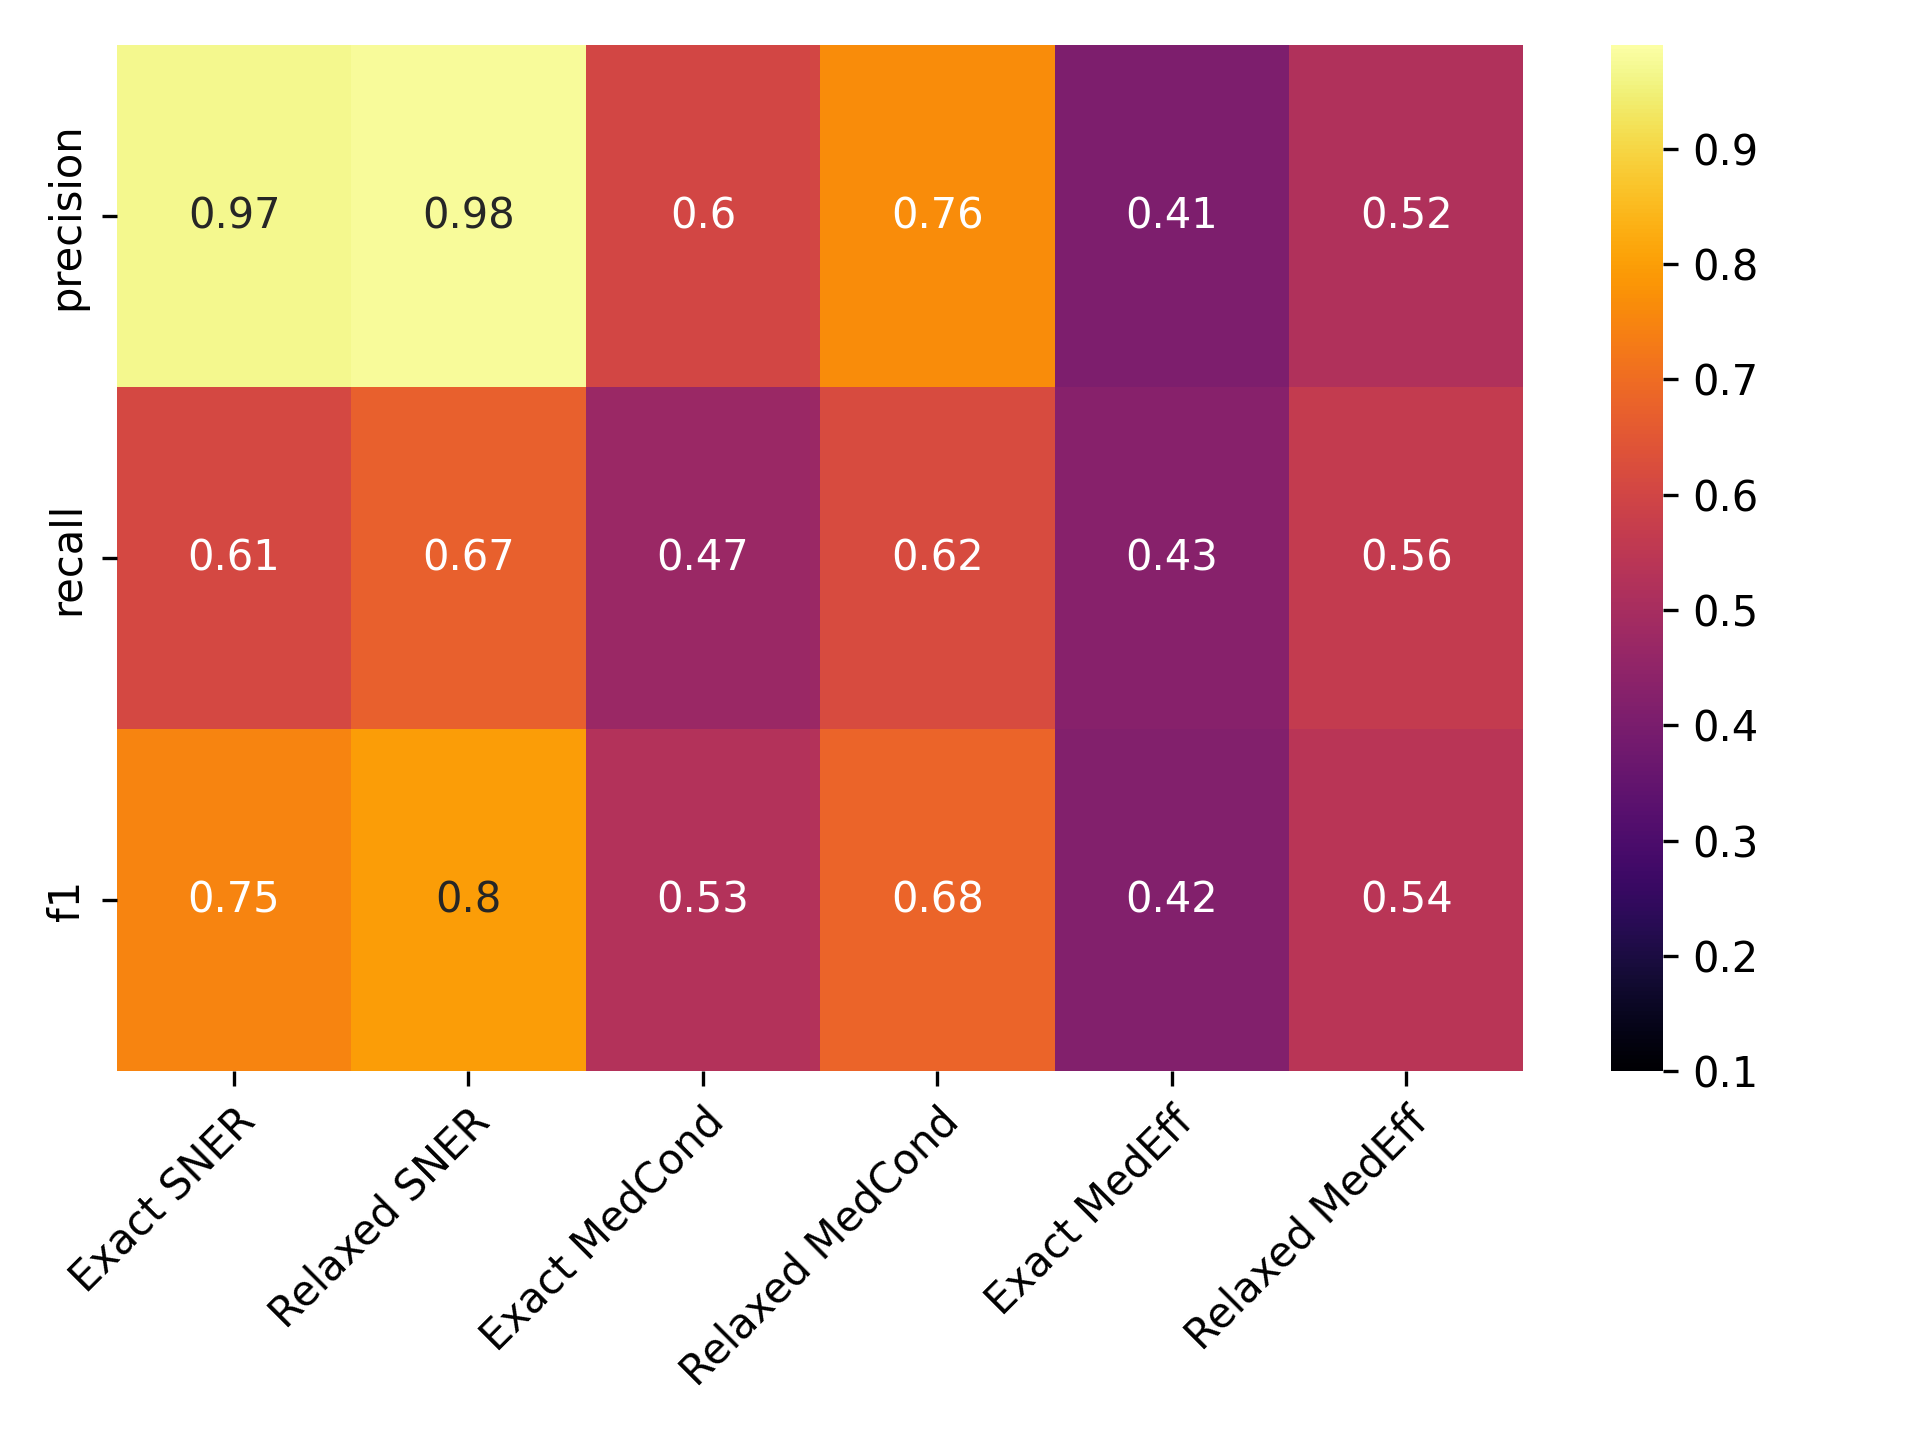 precision
0.97 0.98 0.6 0.76 0.41 0.52
recall
0.61 0.67 0.47 0.62 0.43 0.56
f1
0.75 0.8 0.53 0.68 0.42 0.54
Exact SNER
Relaxed SNER
Exact MedCond
Relaxed MedCond
Exact MedEff
Relaxed MedEff
0.9
0.8
0.7
0.6
0.5
0.4
0.3
0.2
0.1